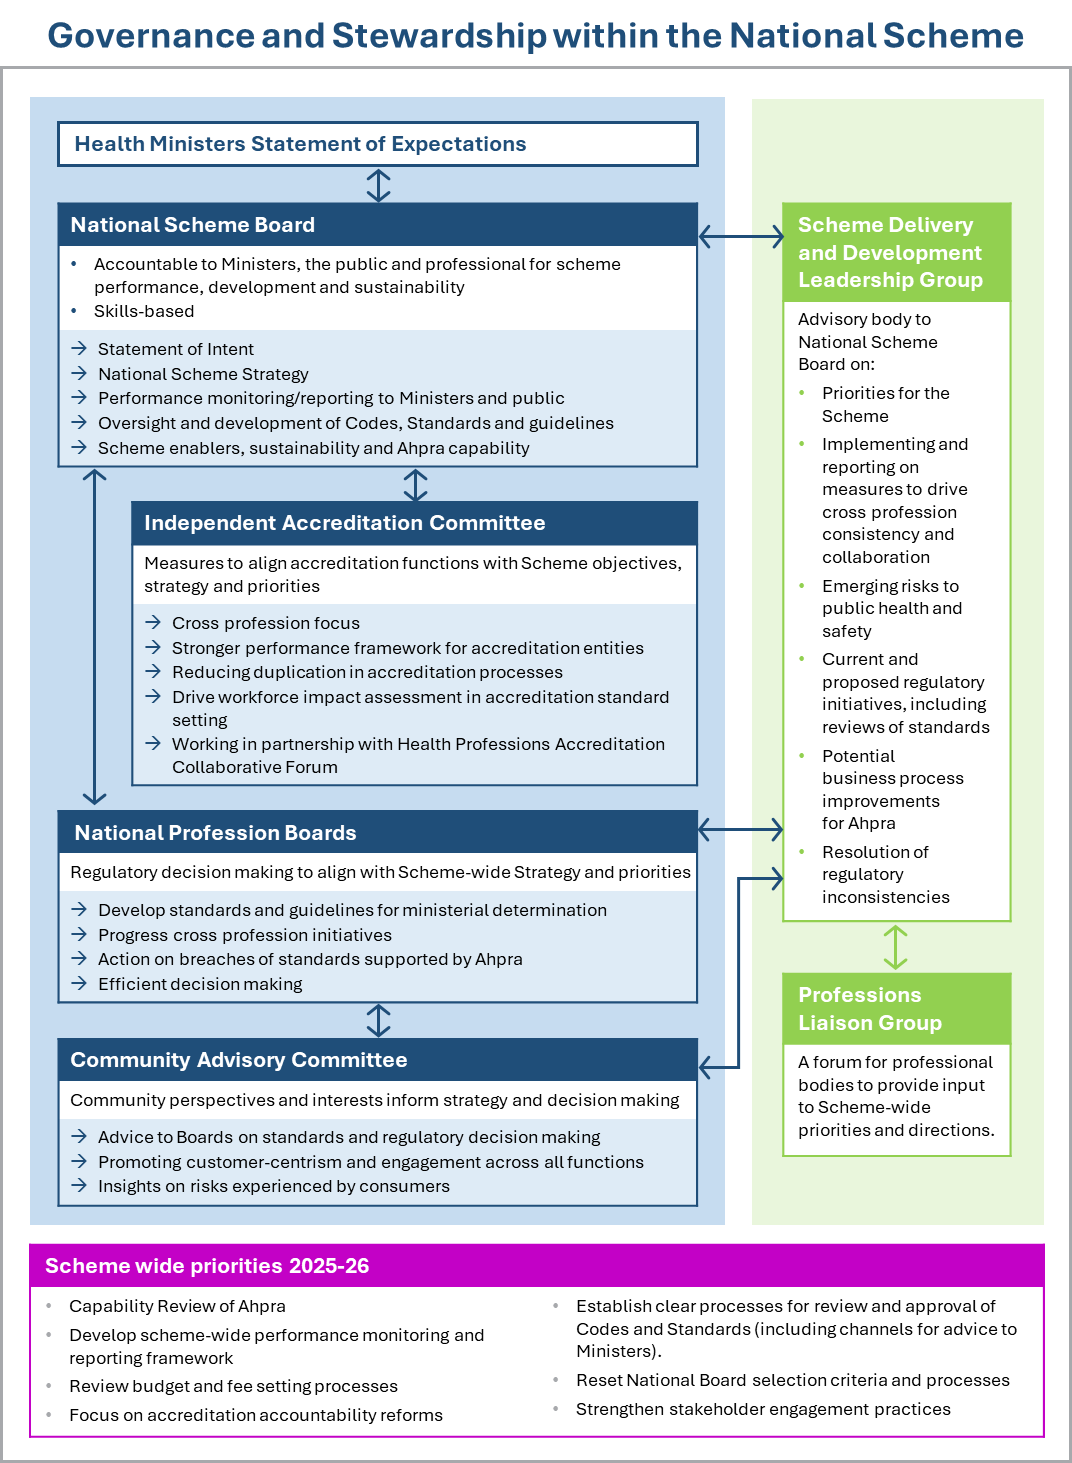 Governance and Stewardship within the National Scheme
Health Ministers Statement of Expectations
National Scheme Board
• Accountable to Ministers, the public and professional for scheme
performance, development and sustainability
• Skills-based
→ Statement of Intent
→ National Scheme Strategy
→ Performance monitoring/reporting to Ministers and public
→ Oversight and development of Codes, Standards and guidelines
→ Scheme enablers, sustainability and Ahpra capability
Independent Accreditation Committee
Measures to align accreditation functions with Scheme objectives,
strategy and priorities
→ Cross profession focus
→ Stronger performance framework for accreditation entities
→ Reducing duplication in accreditation processes
→ Drive workforce impact assessment in accreditation standard
setting
→ Working in partnership with Health Professions Accreditation
Collaborative Forum
National Profession Boards
Regulatory decision making to align with Scheme-wide Strategy and priorities
→ Develop standards and guidelines for ministerial determination
→ Progress cross profession initiatives
→ Action on breaches of standards supported by Ahpra
→ Efficient decision making
Community Advisory Committee
Community perspectives and interests inform strategy and decision making
→ Advice to Boards on standards and regulatory decision making
→ Promoting customer-centrism and engagement across all functions
→ Insights on risks experienced by consumers
Scheme Delivery
and Development
Leadership Group
Advisory body to
National Scheme
Board on:
• Priorities for the
Scheme
• Implementing and
reporting on
measures to drive
cross profession
consistency and
collaboration
• Emerging risks to
public health and
safety
• Current and
proposed regulatory
initiatives, including
reviews of standards
• Potential
business process
improvements
for Ahpra
• Resolution of
regulatory
inconsistencies
Professions
Liaison Group
A forum for professional
bodies to provide input
to Scheme-wide
priorities and directions.
Scheme wide priorities 2025-26
• Capability Review of Ahpra
• Develop scheme-wide performance monitoring and
reporting framework
• Review budget and fee setting processes
• Focus on accreditation accountability reforms
• Establish clear processes for review and approval of
Codes and Standards (including channels for advice to
Ministers).
• Reset National Board selection criteria and processes
• Strengthen stakeholder engagement practices